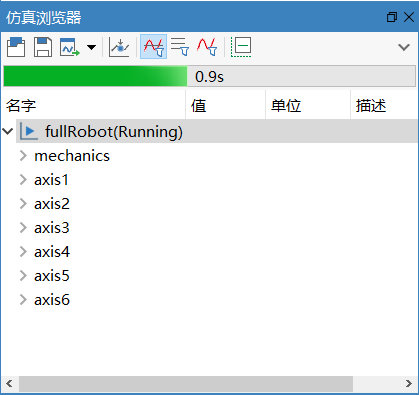 仿真浏览器
0.9s
名字 值 单位 描述
fullRobot(Running)
mechanics
axis1
axis2
axis3
axis4
axis5
axis6